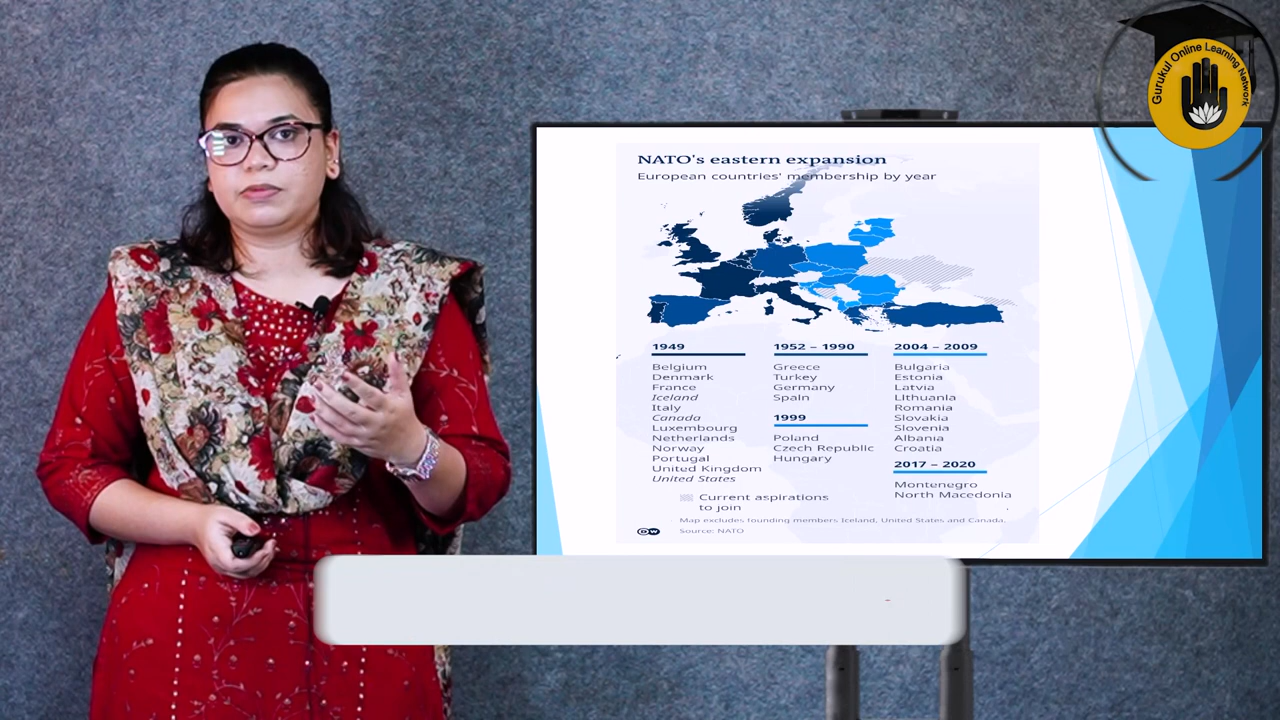 Gurukul Online Learning Network
NATO's eastern expansion
European countries' membership by year
1949
Belgium
Denmark
France
Iceland
Italy
Canada
Luxembourg
Netherlands
Norway
Portugal
United Kingdom
United States
1952 – 1990
Greece
Turkey
Germany
Spain
1999
Poland
Czech Republic
Hungary
2004 – 2009
Bulgaria
Estonia
Latvia
Lithuania
Romania
Slovakia
Slovenia
Albania
Croatia
2017 – 2020
Montenegro
North Macedonia
Current aspirations
to join
Map excludes founding members Iceland, United States and Canada.
DW
Source: NATO